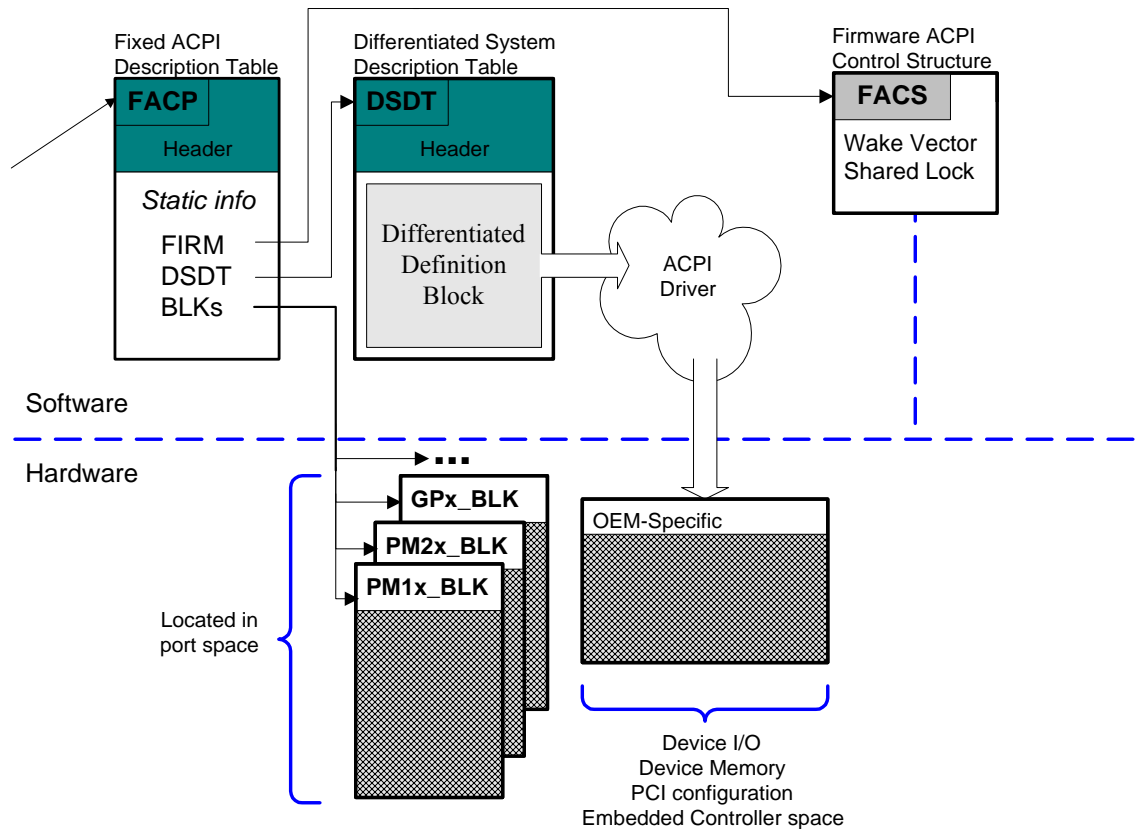 Fixed ACPI
Description Table
FACP
Header
Static info
FIRM
DSDT
BLKs
Differentiated System
Description Table
DSDT
Header
Differentiated
Definition
Block
ACPI
Driver
Firmware ACPI
Control Structure
FACS
Wake Vector
Shared Lock
Software
Hardware
...
GPx_BLK
PM2x_BLK
PM1x_BLK
Located in
port space
OEM-Specific
Device I/O
Device Memory
PCI configuration
Embedded Controller space